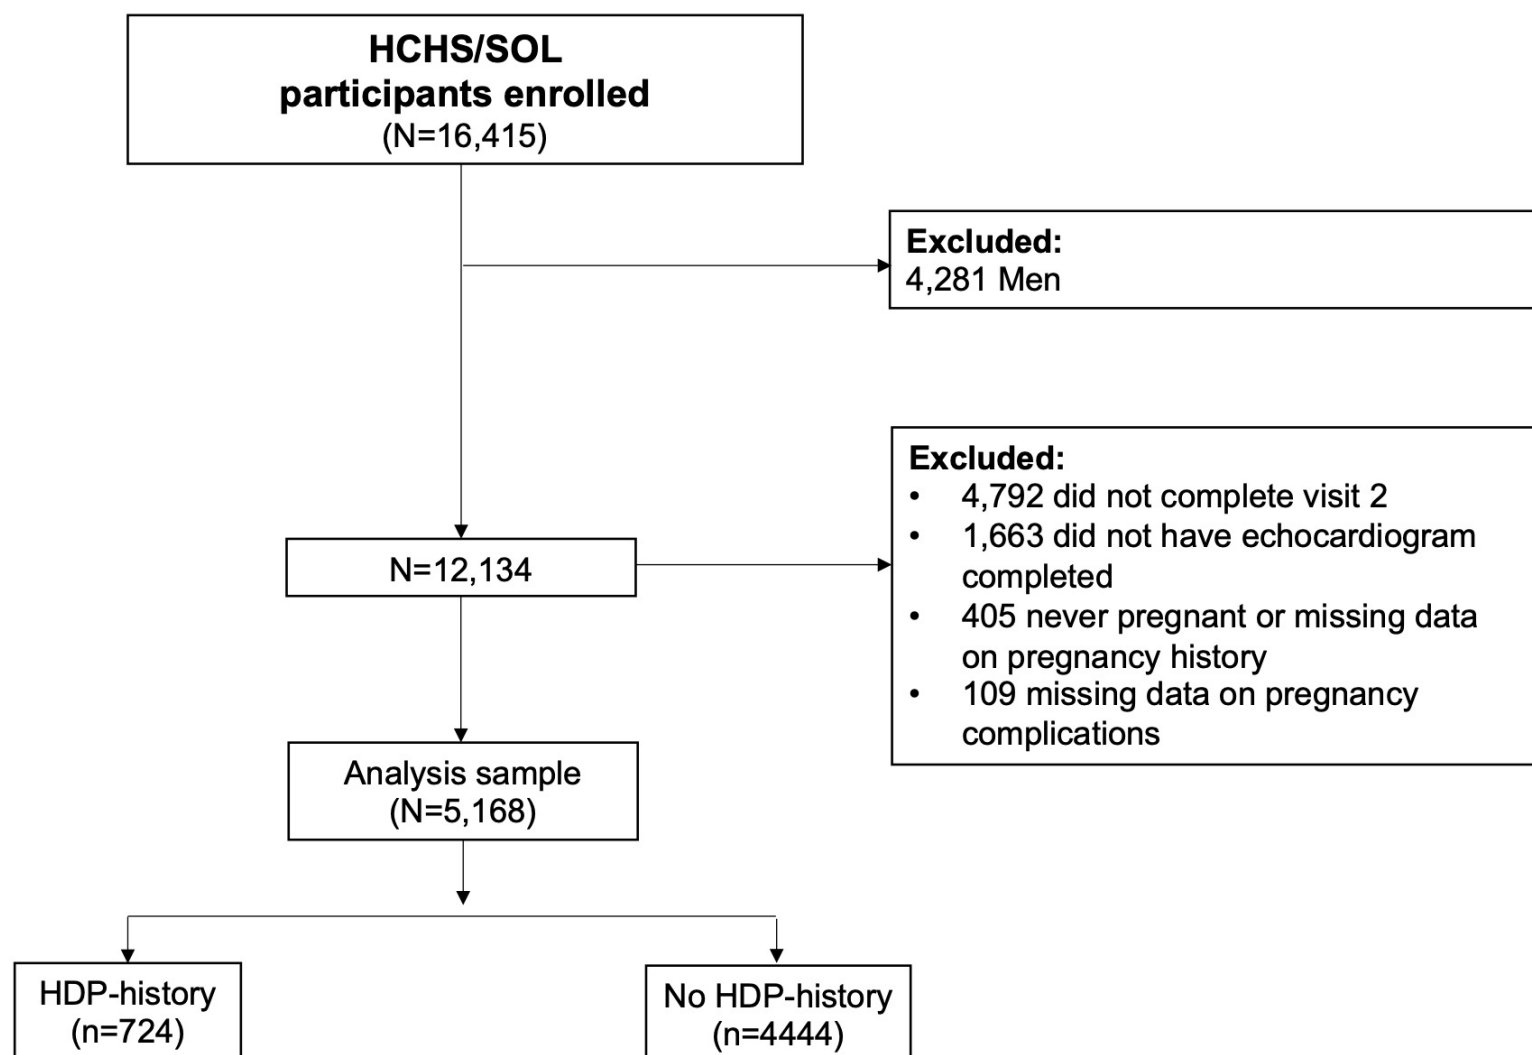 HCHS/SOL
participants enrolled
(N=16,415)
Excluded:
4,281 Men
Excluded:
• 4,792 did not complete visit 2
• 1,663 did not have echocardiogram
completed
• 405 never pregnant or missing data
on pregnancy history
• 109 missing data on pregnancy
complications
N=12,134
Analysis sample
(N=5,168)
HDP-history
(n=724)
No HDP-history
(n=4444)